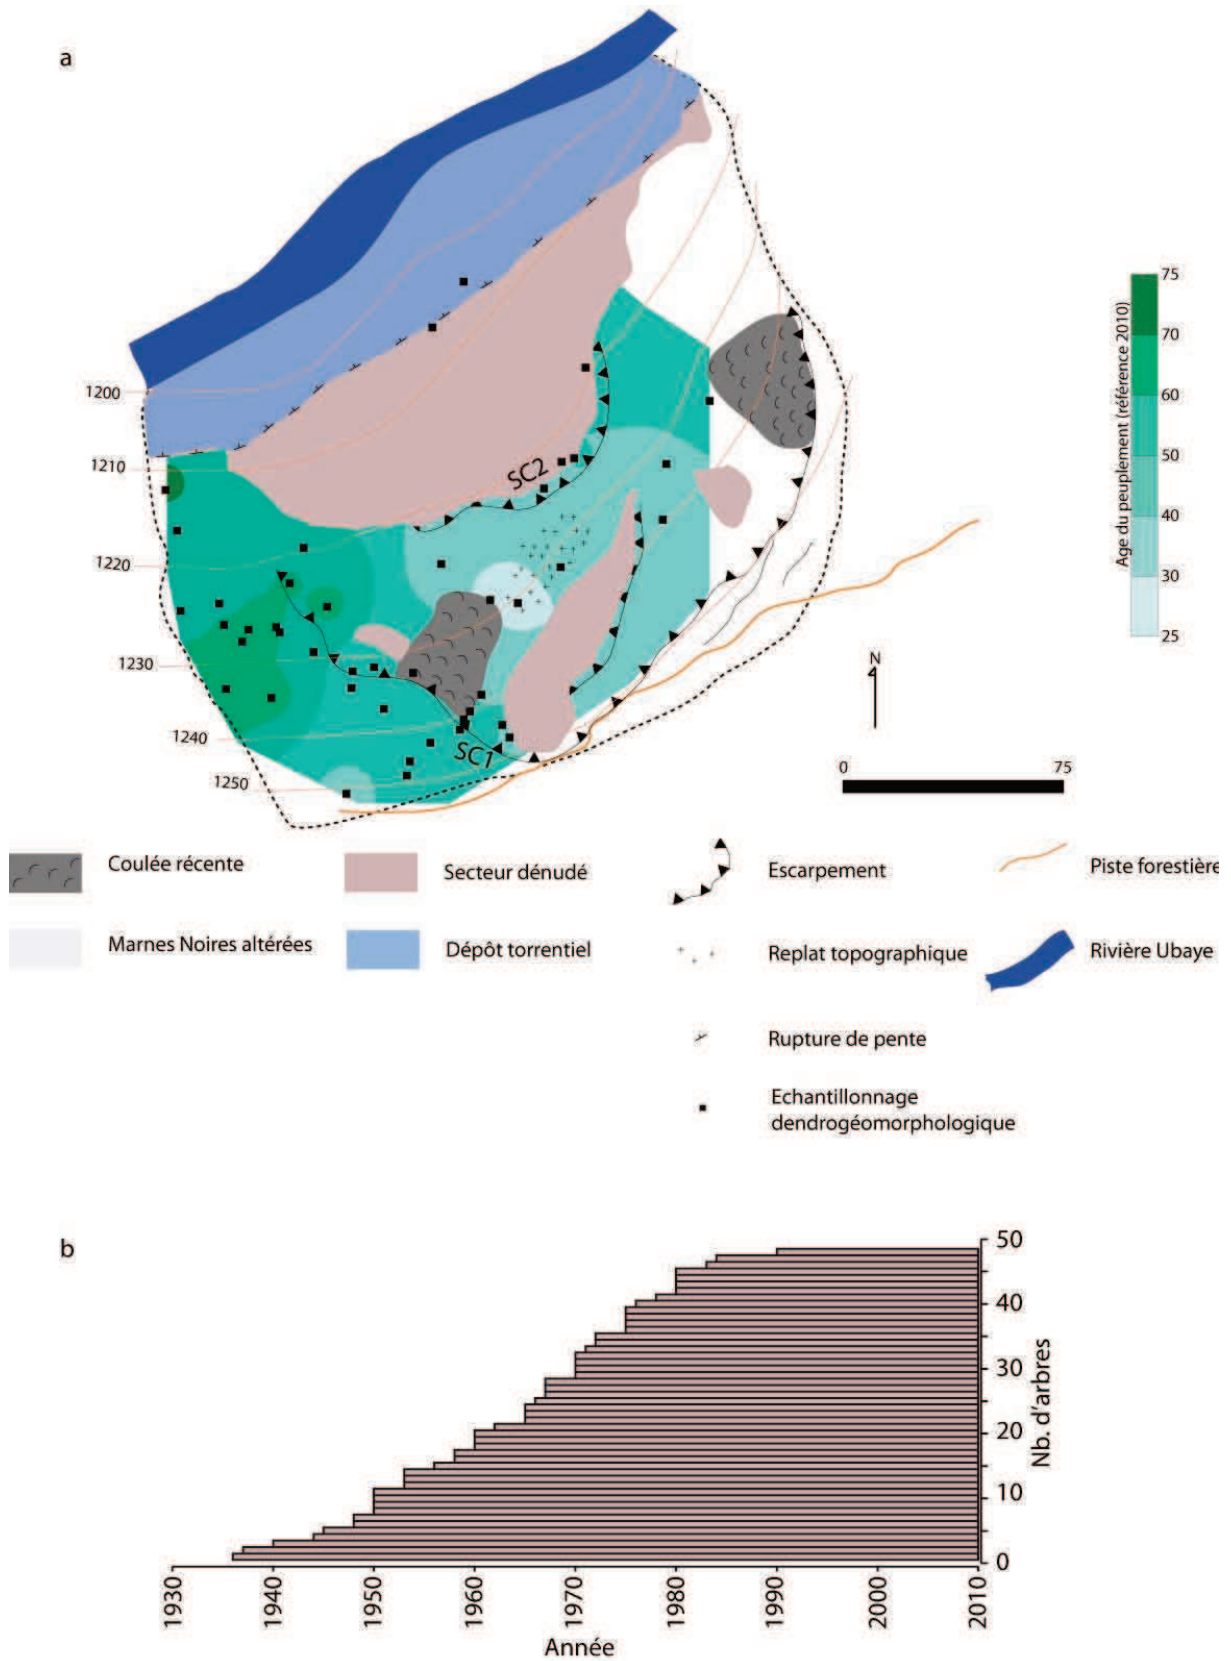 a
1200
1210
1220
1230
1240
1250
SC2
SC1
Age du peuplement (référence 2010)
75
70
60
50
40
30
25
N
0 75
Coulée récente
Secteur dénudé
Escarpement
Piste forestière
Marnes Noires altérées
Dépôt torrentiel
Replat topographique
Rivière Ubaye
Rupture de pente
Echantillonnage
dendrogéomorphologique
b
50
40
30
20
10
0
Nb. d'arbres
1930 1940 1950 1960 1970 1980 1990 2000 2010
Année